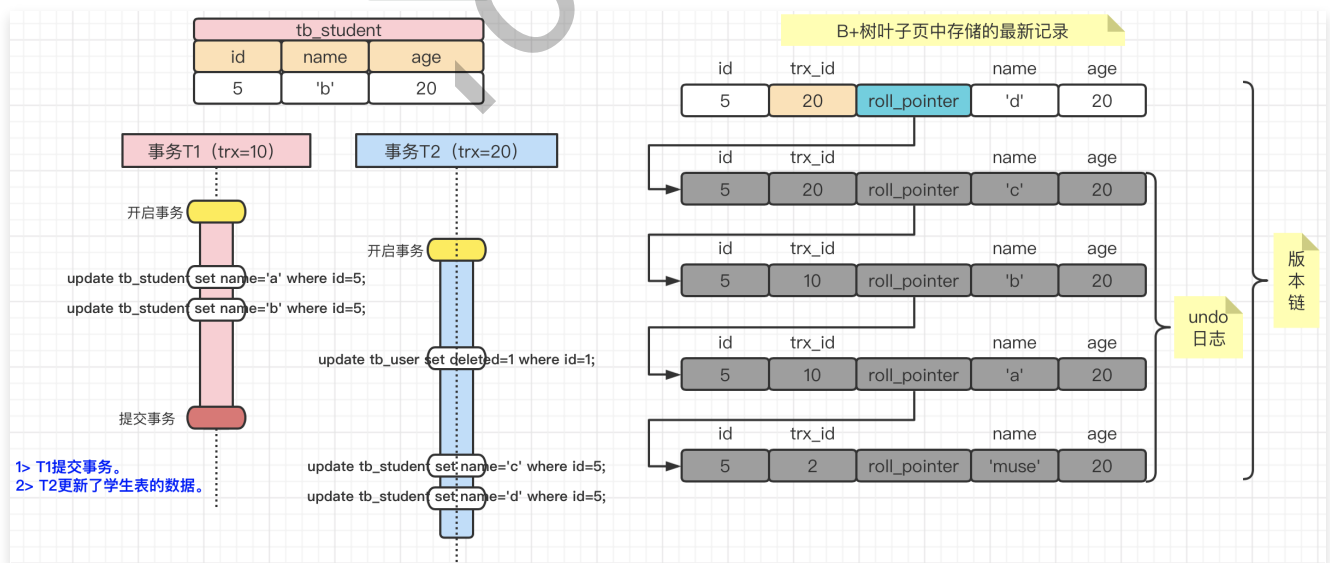 tb_student
id name age
5 'b' 20
事务T1（trx=10）
事务T2（trx=20）
开启事务
开启事务
update tb_student set name='a' where id=5;
update tb_student set name='b' where id=5;
update tb_user set deleted=1 where id=1;
提交事务
update tb_student set name='c' where id=5;
update tb_student set name='d' where id=5;
1> T1提交事务。
2> T2更新了学生表的数据。
B+树叶子页中存储的最新记录
id trx_id name age
5 20 roll_pointer 'd' 20
id trx_id name age
5 20 roll_pointer 'c' 20
id trx_id name age
5 10 roll_pointer 'b' 20
id trx_id name age
5 10 roll_pointer 'a' 20
id trx_id name age
5 2 roll_pointer 'muse' 20
undo
日志
版
本
链